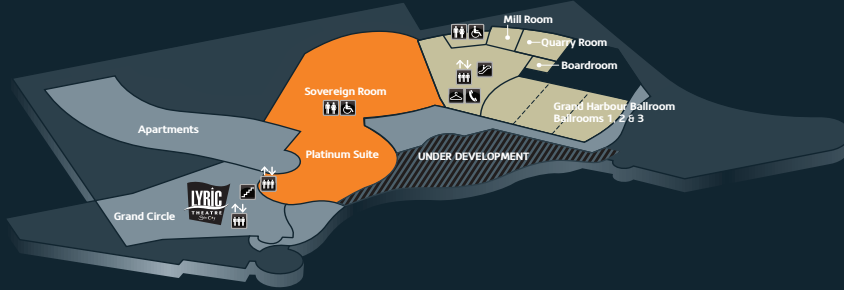 Mill Room
Quarry Room
Boardroom
Sovereign Room
Grand Harbour Ballroom
Ballrooms 1, 2 & 3
Apartments
Platinum Suite
UNDER DEVELOPMENT
LYRIC
THEATRE
Grand Circle